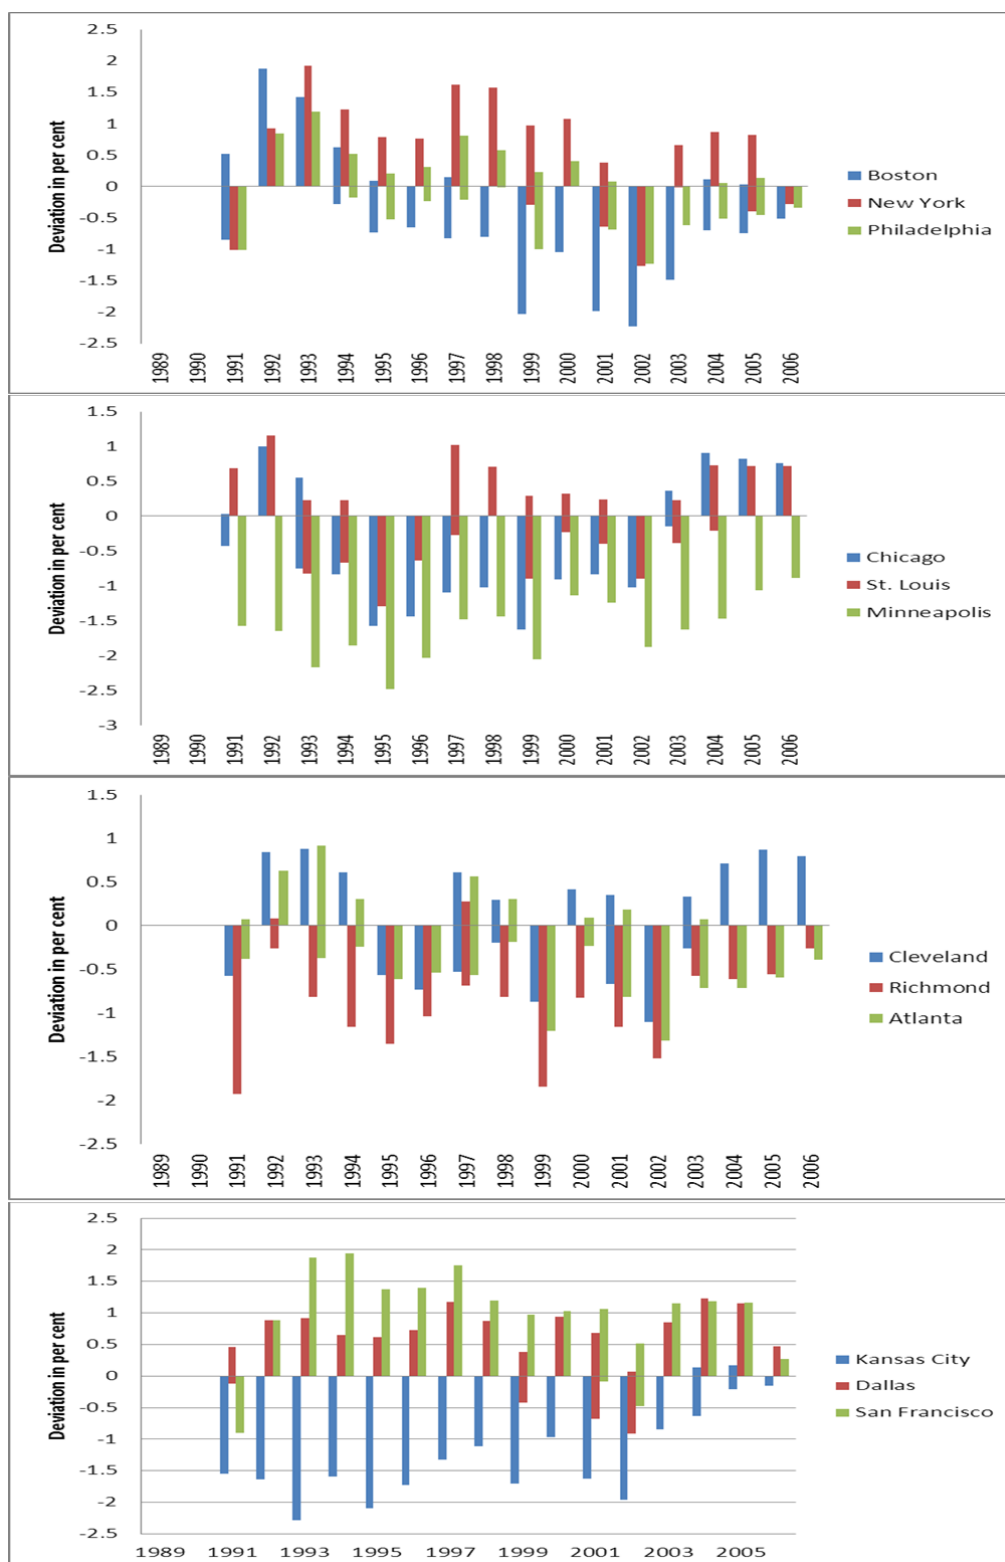 Deviation in per cent
2.5
2
1.5
1
0.5
0
-0.5
-1
-1.5
-2
-2.5
1989 1990 1991 1992 1993 1994 1995 1996 1997 1998 1999 2000 2001 2002 2003 2004 2005 2006
Boston
New York
Philadelphia
Deviation in per cent
1.5
1
0.5
0
-0.5
-1
-1.5
-2
-2.5
-3
1989 1990 1991 1992 1993 1994 1995 1996 1997 1998 1999 2000 2001 2002 2003 2004 2005 2006
Chicago
St. Louis
Minneapolis
Deviation in per cent
1.5
1
0.5
0
-0.5
-1
-1.5
-2
-2.5
1989 1990 1991 1992 1993 1994 1995 1996 1997 1998 1999 2000 2001 2002 2003 2004 2005 2006
Cleveland
Richmond
Atlanta
Deviation in per cent
2.5
2
1.5
1
0.5
0
-0.5
-1
-1.5
-2
-2.5
1989 1991 1993 1995 1997 1999 2001 2003 2005
Kansas City
Dallas
San Francisco